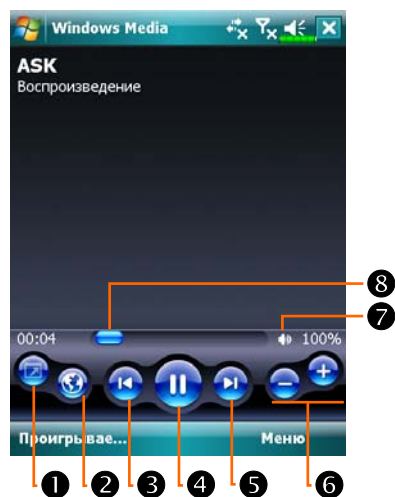 Windows Media
ASK
Воспроизведение
8
7
00:04 100%
Проигрывае... Меню
1 2 3 4 5 6